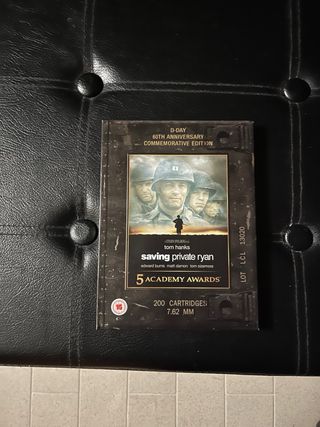 D-DAY
60TH ANNIVERSARY
COMMEMORATIVE EDITION
tom hanks
saving private ryan
edward burns matt damon tom sizemore
5 ACADEMY AWARDS
LOT LCL 13020
15
200 CARTRIDGES
7.62 MM